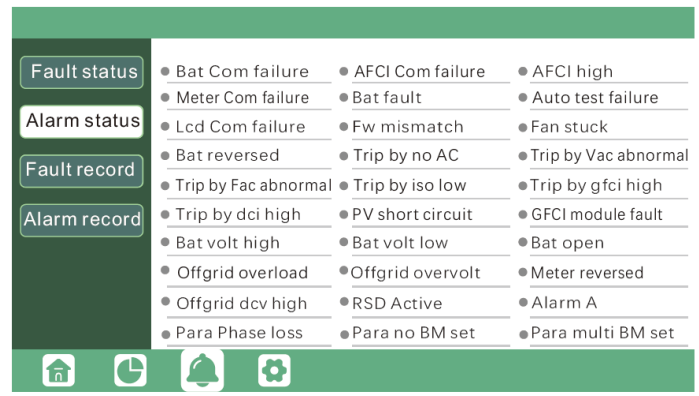 Fault status
Alarm status
Fault record
Alarm record
Bat Com failure AFCI Com failure AFCI high
Meter Com failure Bat fault Auto test failure
Lcd Com failure Fw mismatch Fan stuck
Bat reversed Trip by no AC Trip by Vac abnormal
Trip by Fac abnormal Trip by iso low Trip by gfci high
Trip by dci high PV short circuit GFCI module fault
Bat volt high Bat volt low Bat open
Offgrid overload Offgrid overvolt Meter reversed
Offgrid dcv high RSD Active Alarm A
Para Phase loss Para no BM set Para multi BM set